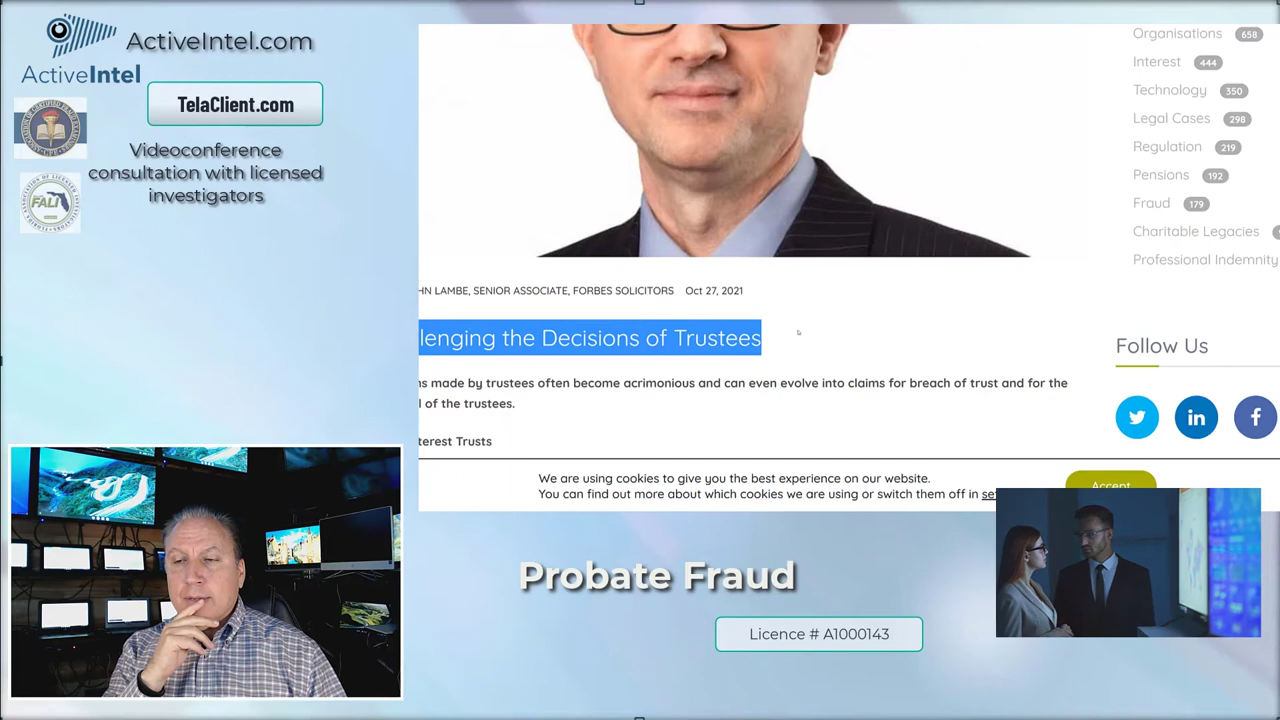 ActiveIntel.com
ActiveIntel
TelaClient.com
Videoconference
consultation with licensed
investigators
FALI
Organisations 658
Interest 444
Technology 350
Legal Cases 298
Regulation 219
Pensions 192
Fraud 179
Charitable Legacies
Professional Indemnity
HN LAMBE, SENIOR ASSOCIATE, FORBES SOLICITORS Oct 27, 2021
lenging the Decisions of Trustees
ns made by trustees often become acrimonious and can even evolve into claims for breach of trust and for the
l of the trustees.
terest Trusts
Follow Us
We are using cookies to give you the best experience on our website.
You can find out more about which cookies we are using or switch them off in se
Accept
Probate Fraud
Licence # A1000143